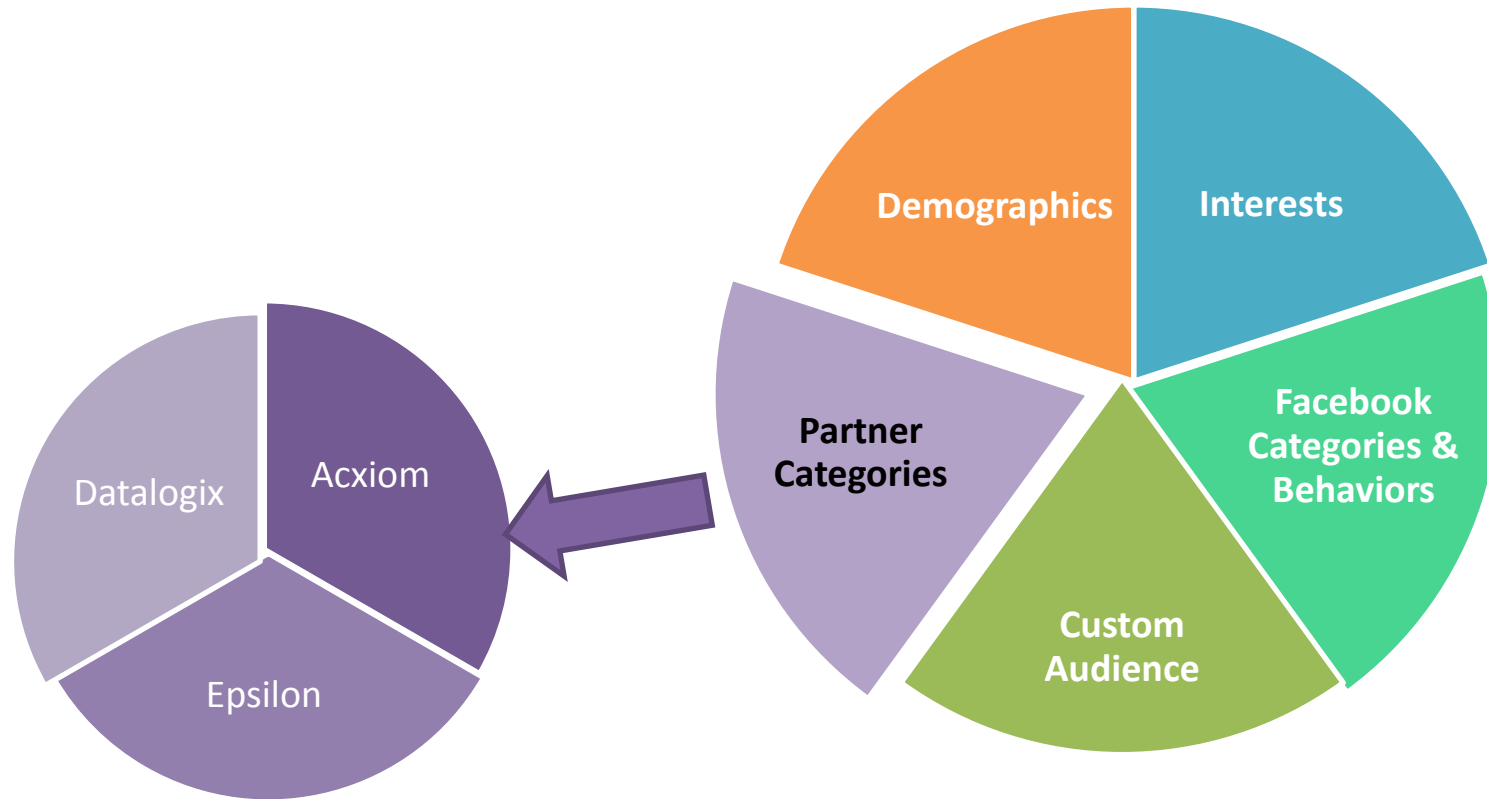 Demographics
Interests
Partner
Categories
Facebook
Categories &
Behaviors
Custom
Audience
Datalogix
Acxiom
Epsilon